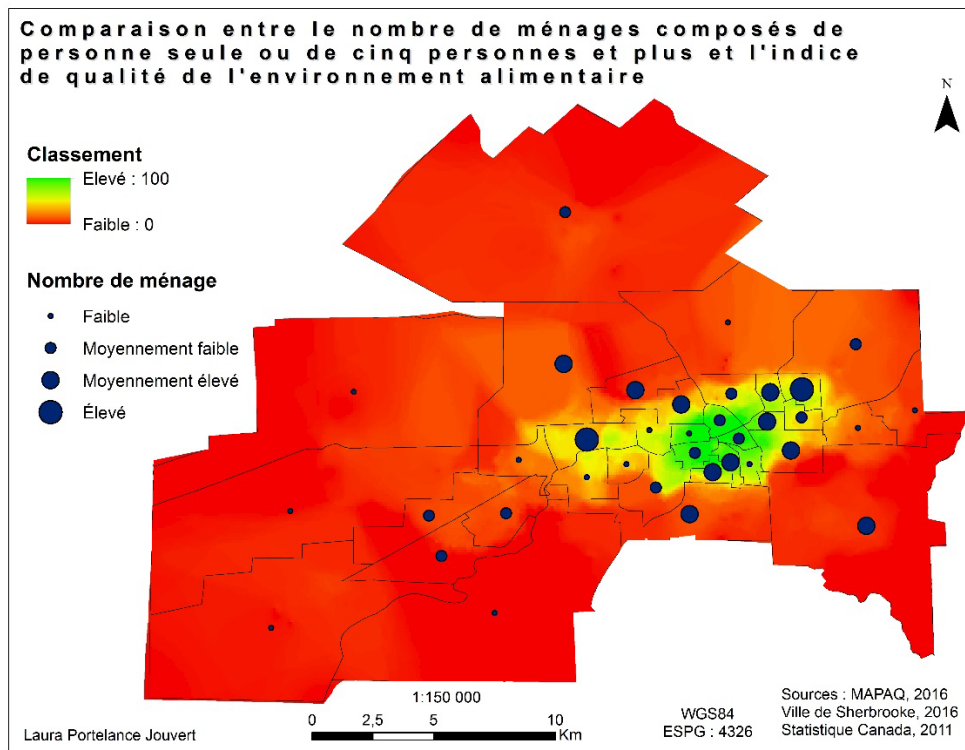 Comparaison entre le nombre de ménages composés de
personne seule ou de cinq personnes et plus et l'indice
de qualité de l'environnement alimentaire
N
Classement
Elevé : 100
Faible : 0
Nombre de ménage
Faible
Moyennement faible
Moyennement élevé
Élevé
1:150 000
0 2,5 5 10
Km
Laura Portelance Jouvert
WGS84
ESPG : 4326
Sources : MAPAQ, 2016
Ville de Sherbrooke, 2016
Statistique Canada, 2011